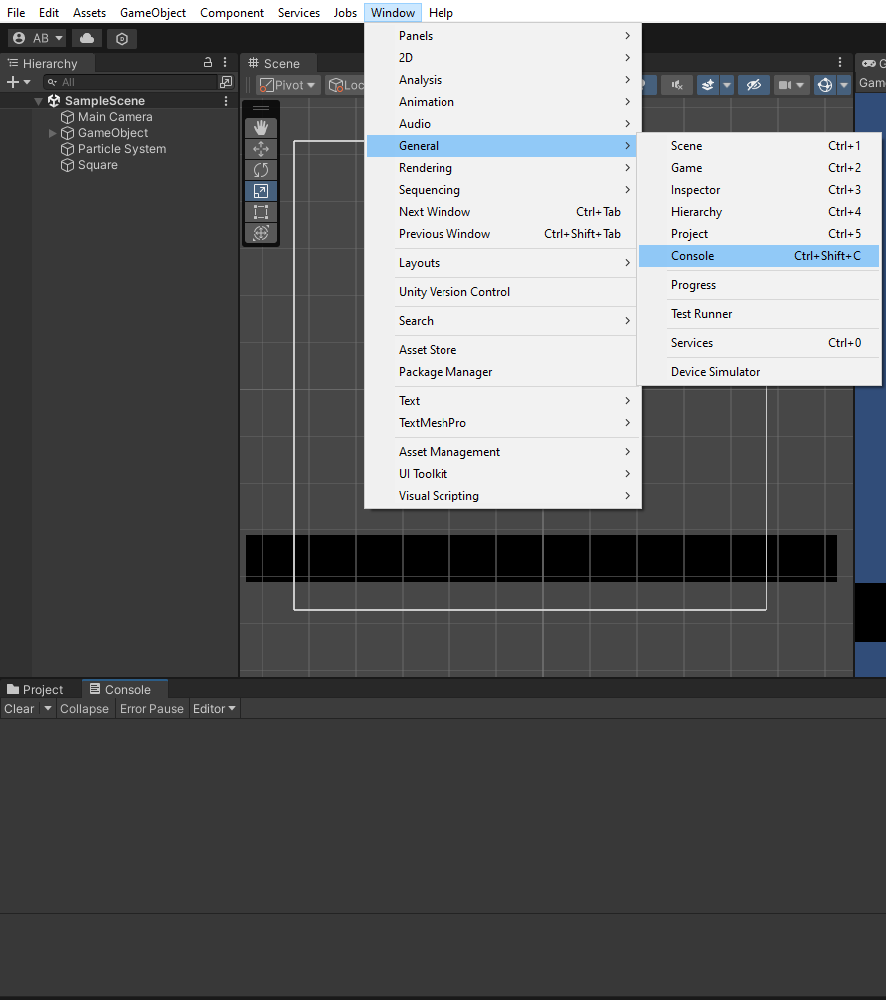 File Edit Assets GameObject Component Services Jobs Window Help
AB
Hierarchy
All
SampleScene
Main Camera
GameObject
Particle System
Square
Scene
Pivot
Loc
G
Game
Panels
2D
Analysis
Animation
Audio
General
Rendering
Sequencing
Next Window Ctrl+Tab
Previous Window Ctrl+Shift+Tab
Layouts
Unity Version Control
Search
Asset Store
Package Manager
Text
TextMeshPro
Asset Management
UI Toolkit
Visual Scripting
Scene Ctrl+1
Game Ctrl+2
Inspector Ctrl+3
Hierarchy Ctrl+4
Project Ctrl+5
Console Ctrl+Shift+C
Progress
Test Runner
Services Ctrl+0
Device Simulator
Project Console
Clear Collapse Error Pause Editor